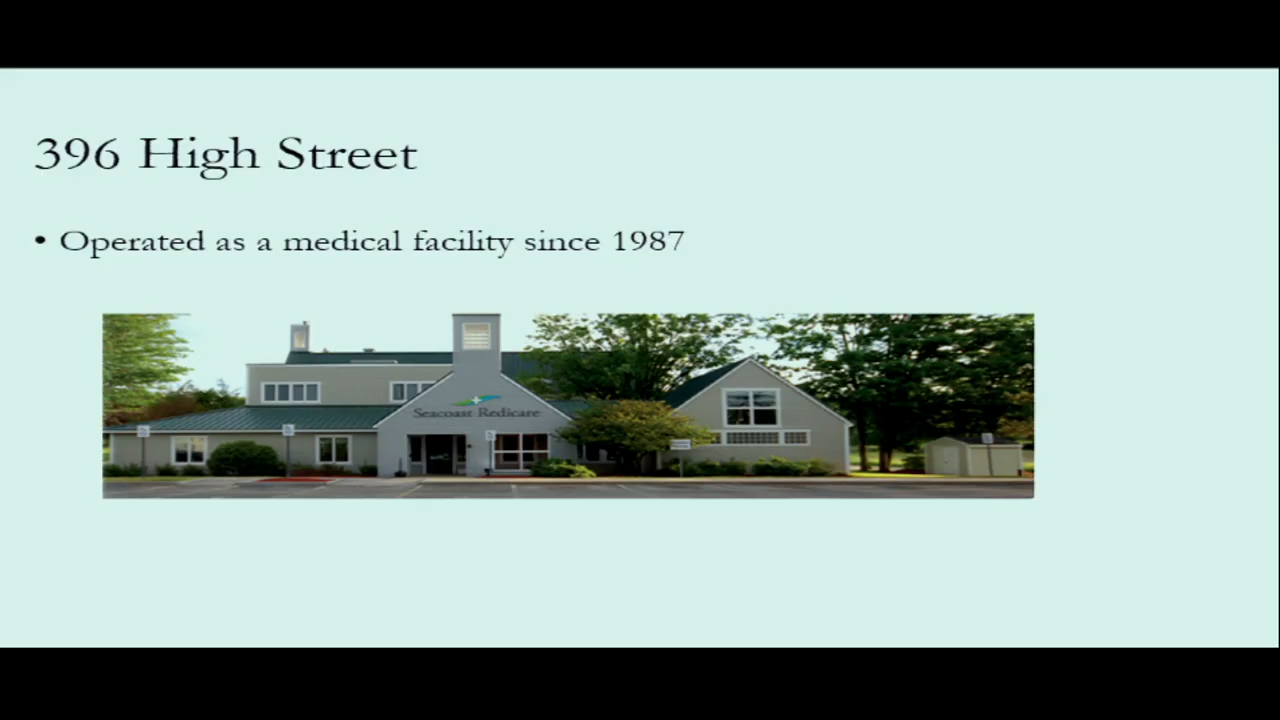 396 High Street
• Operated as a medical facility since 1987
Seacoast Redicare